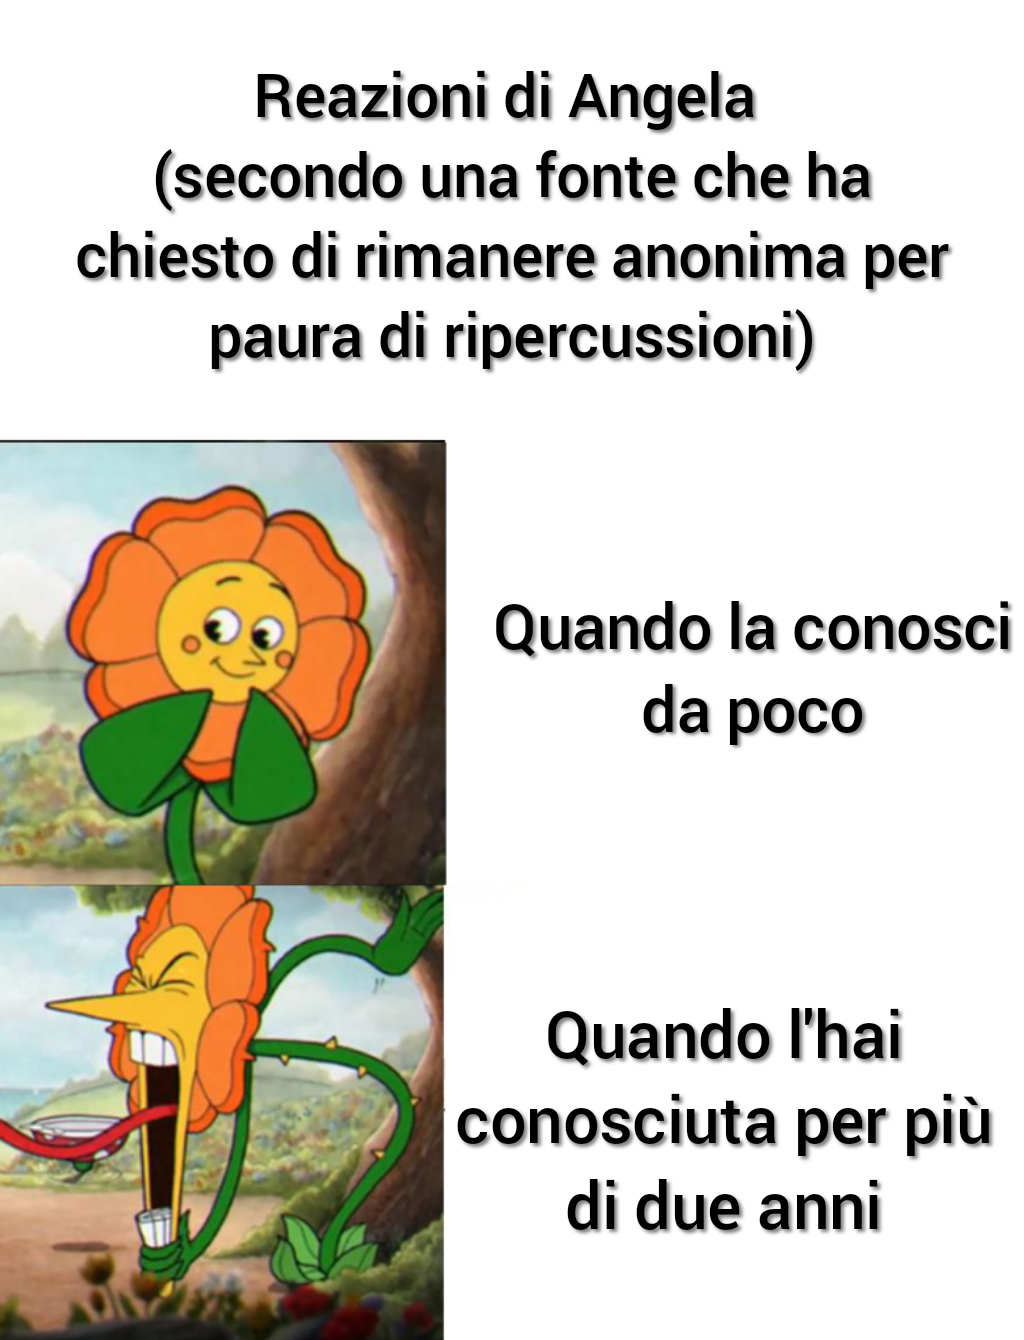 Reazioni di Angela
(secondo una fonte che ha
chiesto di rimanere anonima per
paura di ripercussioni)
Quando la conosci
da poco
Quando l'hai
conosciuta per più
di due anni